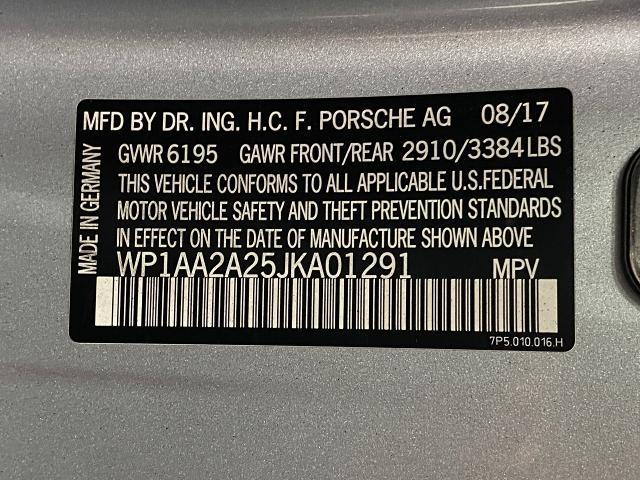 MFD BY DR. ING. H.C. F. PORSCHE AG 08/17
GVWR 6195 GAWR FRONT/REAR 2910/3384 LBS
THIS VEHICLE CONFORMS TO ALL APPLICABLE U.S.FEDERAL
MOTOR VEHICLE SAFETY AND THEFT PREVENTION STANDARDS
IN EFFECT ON THE DATE OF MANUFACTURE SHOWN ABOVE
WP1AA2A25JKA01291 MPV
7P5.010.016.H
MADE IN GERMANY